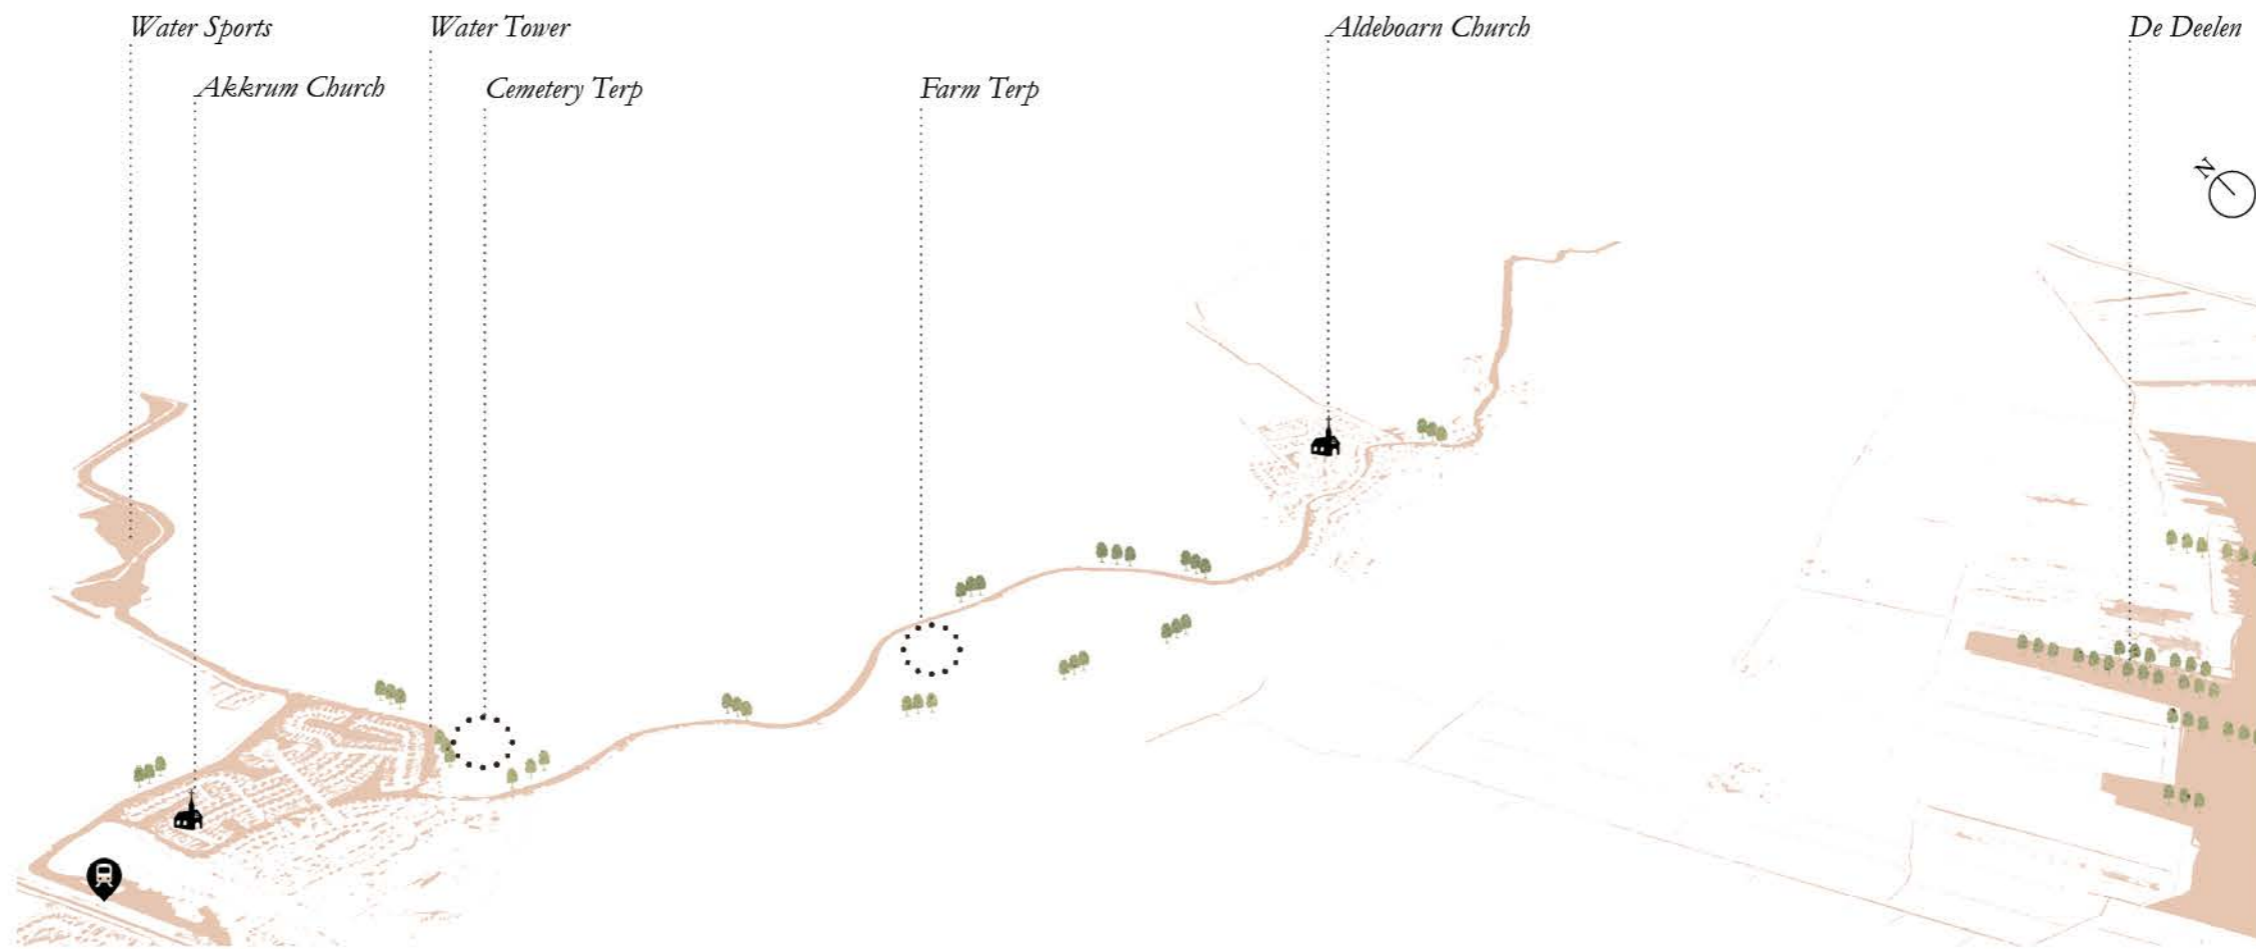 Water Sports
Water Tower
Aldeboarn Church
De Deelen
Akkrum Church
Cemetery Terp
Farm Terp
N